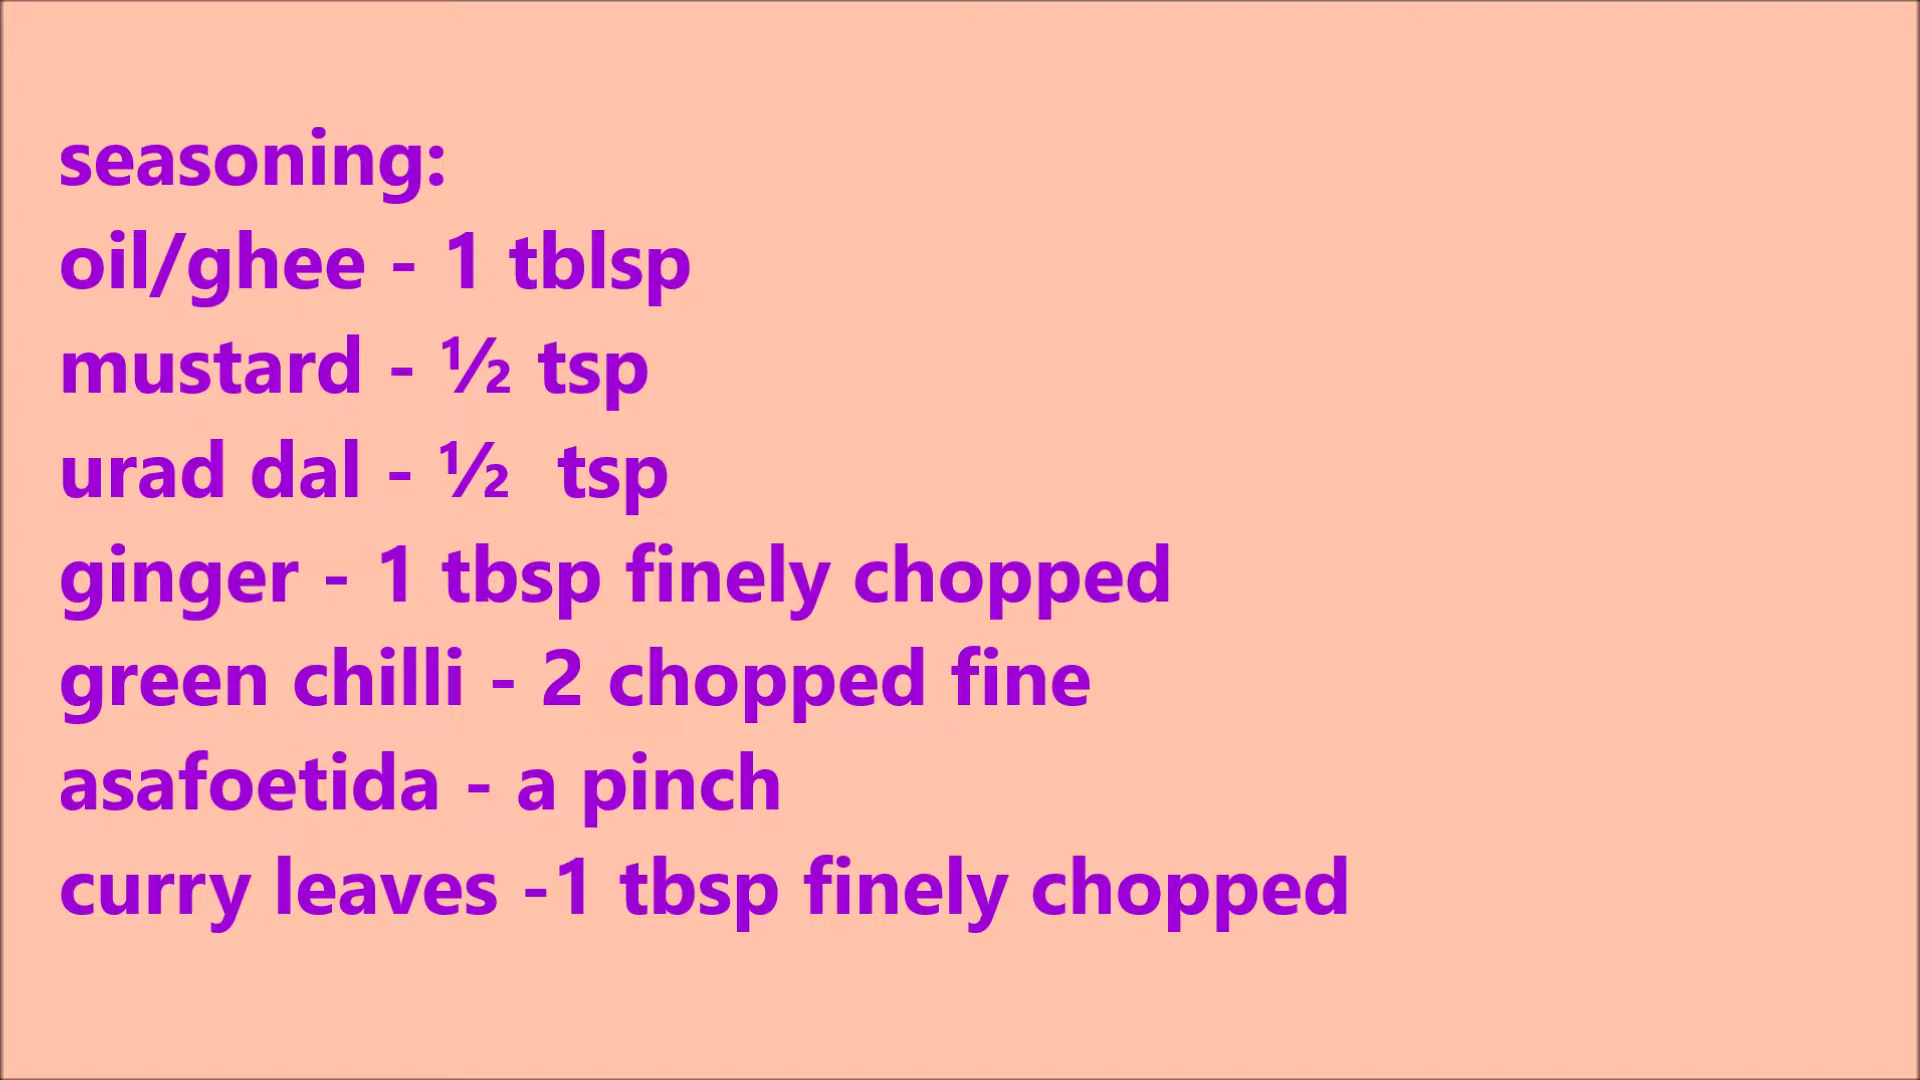 seasoning:
oil/ghee - 1 tblsp
mustard - ½ tsp
urad dal - ½  tsp
ginger - 1 tbsp finely chopped
green chilli - 2 chopped fine
asafoetida - a pinch
curry leaves -1 tbsp finely chopped